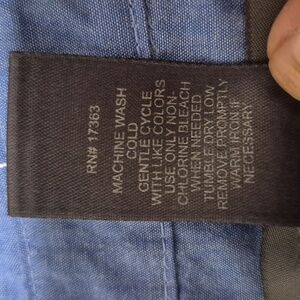 RN# 17363
MACHINE WASH
COLD
GENTLE CYCLE
WITH LIKE COLORS
USE ONLY NON-
CHLORINE BLEACH
WHEN NEEDED
TUMBLE DRY LOW
REMOVE PROMPTLY
WARM IRON IF
NECESSARY